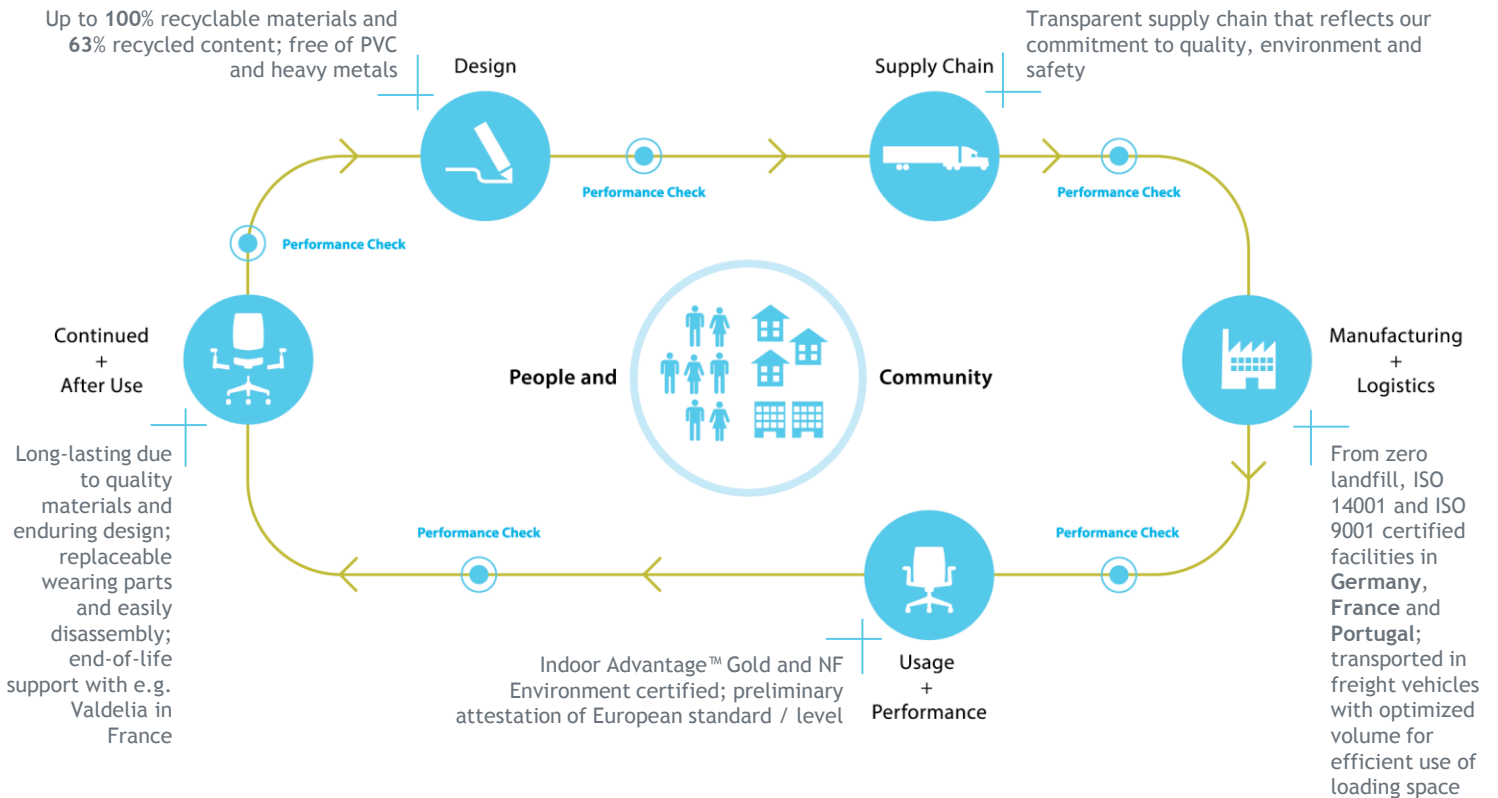 Up to 100% recyclable materials and
63% recycled content; free of PVC
and heavy metals
Design
Supply Chain
Transparent supply chain that reflects our
commitment to quality, environment and
safety
Performance Check
Performance Check
Performance Check
Continued
+
After Use
People and
Community
Manufacturing
+
Logistics
Long-lasting due
to quality
materials and
enduring design;
replaceable
wearing parts
and easily
disassembly;
end-of-life
support with e.g.
Valdelia in
France
Performance Check
Performance Check
From zero
landfill, ISO
14001 and ISO
9001 certified
facilities in
Germany,
France and
Portugal;
transported in
freight vehicles
with optimized
volume for
efficient use of
loading space
Indoor Advantage™ Gold and NF
Environment certified; preliminary
attestation of European standard / level
Usage
+
Performance